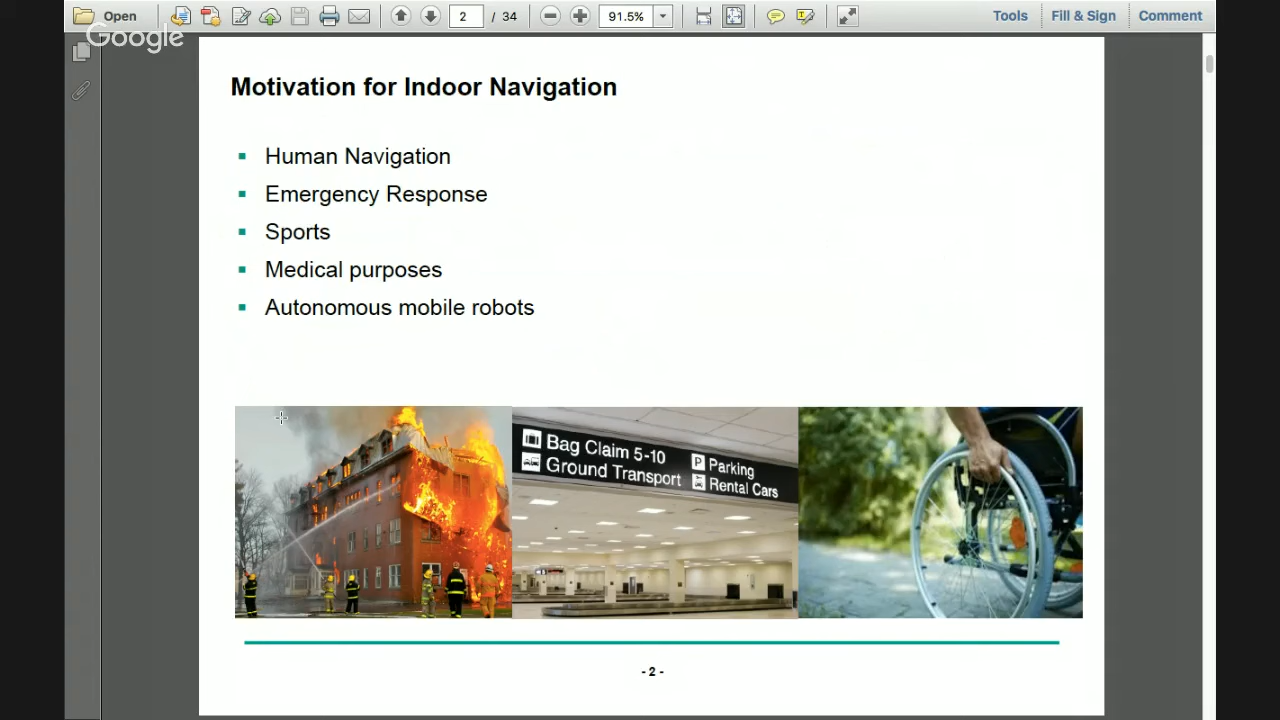 Open
2 / 34
91.5%
Tools
Fill & Sign
Comment
Google
Motivation for Indoor Navigation
Human Navigation
Emergency Response
Sports
Medical purposes
Autonomous mobile robots
Bag Claim 5-10
Ground Transport
P Parking
Rental Cars
- 2 -